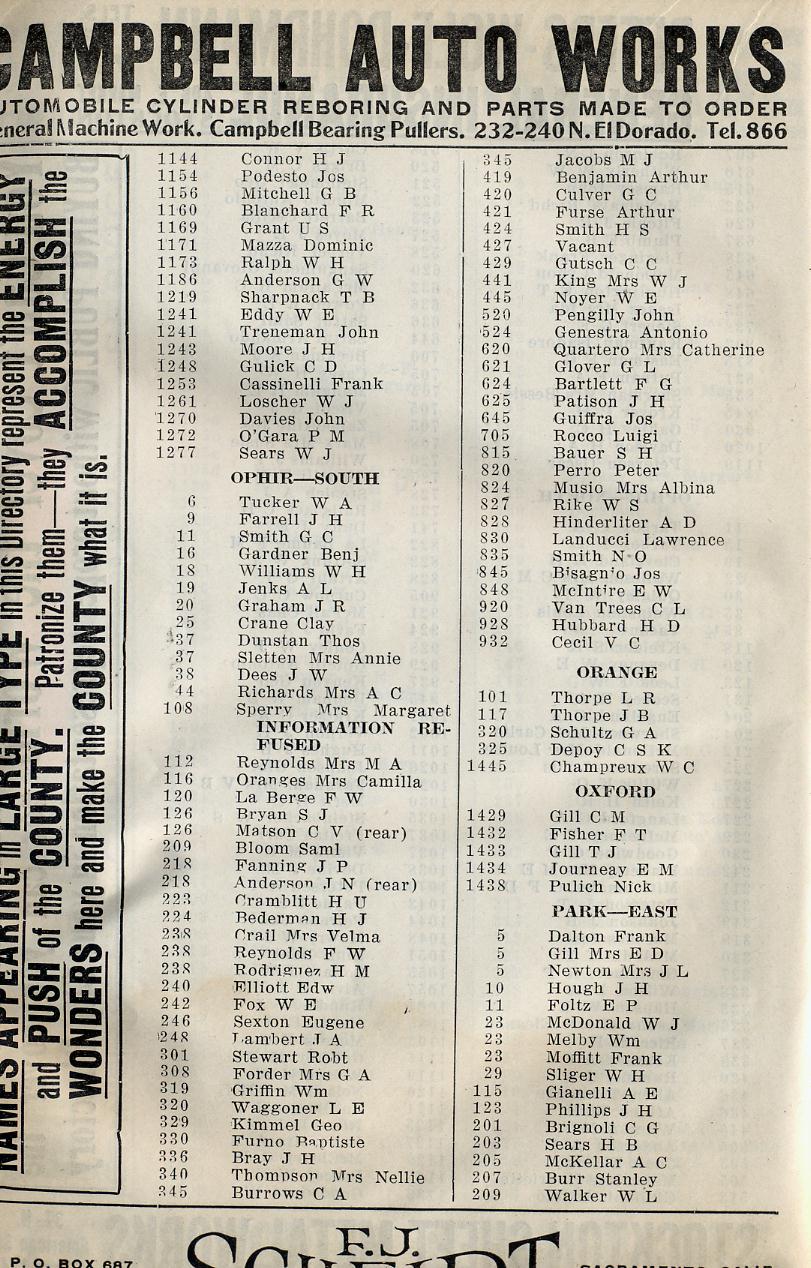 CAMPBELL AUTO WORKS
UTOMOBILE CYLINDER REBORING AND PARTS MADE TO ORDER
eneral Machine Work. Campbell Bearing Pullers. 232-240 N. El Dorado. Tel. 866
NAMES APPEARING in LARGE TYPE in this Directory represent the ENERGY
and PUSH of the COUNTY. Patronize them—they ACCOMPLISH the
WONDERS here and make the COUNTY what it is.
1144 Connor H J
1154 Podesto Jos
1156 Mitchell G B
1160 Blanchard F R
1169 Grant U S
1171 Mazza Dominic
1173 Ralph W H
1186 Anderson G W
1219 Sharpnack T B
1241 Eddy W E
1241 Treneman John
1243 Moore J H
1248 Gulick C D
1253 Cassinelli Frank
1261 Loscher W J
1270 Davies John
1272 O'Gara P M
1277 Sears W J
OPHIR—SOUTH
6 Tucker W A
9 Farrell J H
11 Smith G C
16 Gardner Benj
18 Williams W H
19 Jenks A L
20 Graham J R
25 Crane Clay
37 Dunstan Thos
37 Sletten Mrs Annie
38 Dees J W
44 Richards Mrs A C
108 Sperry Mrs Margaret
INFORMATION RE-
FUSED
112 Reynolds Mrs M A
116 Oranges Mrs Camilla
120 La Berge F W
126 Bryan S J
126 Matson C V (rear)
209 Bloom Saml
218 Fanning J P
218 Anderson J N (rear)
223 Cramblitt H U
224 Bederman H J
238 Crail Mrs Velma
238 Reynolds F W
238 Rodriguez H M
240 Elliott Edw
242 Fox W E
246 Sexton Eugene
248 Lambert J A
301 Stewart Robt
308 Forder Mrs G A
319 Griffin Wm
320 Waggoner L E
329 Kimmel Geo
330 Furno Baptiste
336 Bray J H
340 Thompson Mrs Nellie
345 Burrows C A
345 Jacobs M J
419 Benjamin Arthur
420 Culver G C
421 Furse Arthur
424 Smith H S
427 Vacant
429 Gutsch C C
441 King Mrs W J
445 Noyer W E
520 Pengilly John
524 Genestra Antonio
620 Quartero Mrs Catherine
621 Glover G L
624 Bartlett F G
625 Patison J H
645 Guiffra Jos
705 Rocco Luigi
815 Bauer S H
820 Perro Peter
824 Musio Mrs Albina
827 Rike W S
828 Hinderliter A D
830 Landucci Lawrence
835 Smith N O
845 Bisagnio Jos
848 McIntire E W
920 Van Trees C L
928 Hubbard H D
932 Cecil V C
ORANGE
101 Thorpe L R
117 Thorpe J B
320 Schultz G A
325 Depoy C S K
1445 Champreux W C
OXFORD
1429 Gill C M
1432 Fisher F T
1433 Gill T J
1434 Journeay E M
1438 Pulich Nick
PARK—EAST
5 Dalton Frank
5 Gill Mrs E D
5 Newton Mrs J L
10 Hough J H
11 Foltz E P
23 McDonald W J
23 Melby Wm
23 Moffitt Frank
29 Sliger W H
115 Gianelli A E
123 Phillips J H
201 Brignoli C G
203 Sears H B
205 McKellar A C
207 Burr Stanley
209 Walker W L
F. J.
P. O. BOX 687